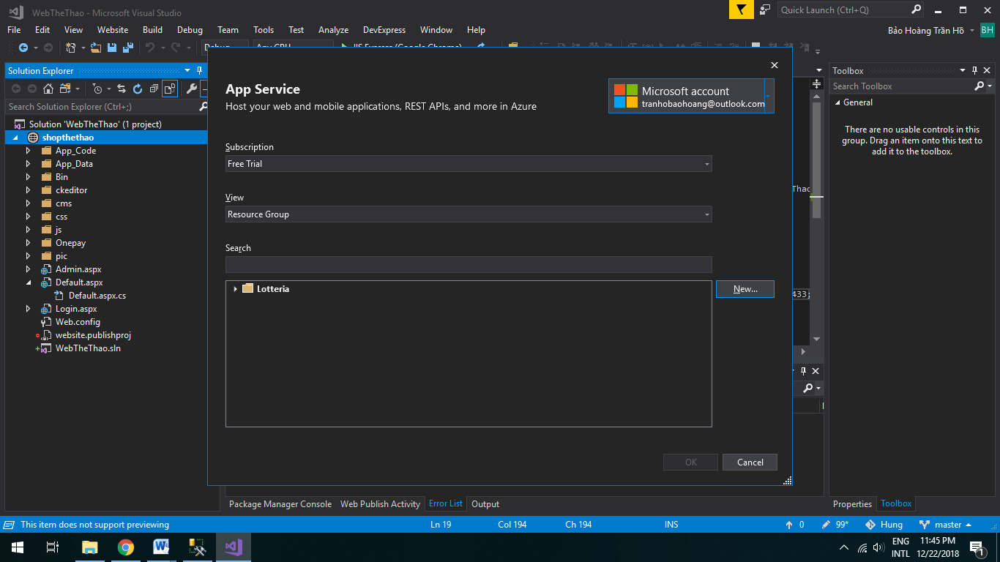 WebTheThao - Microsoft Visual Studio
Quick Launch (Ctrl+Q)
File Edit View Website Build Debug Team Tools Test Analyze DevExpress Window Help
Bảo Hoàng Trần Hồ BH
Debug Any CPU IIS Express (Google Chrome)
Solution Explorer
Search Solution Explorer (Ctrl+;)
Solution 'WebTheThao' (1 project)
shopthethao
App_Code
App_Data
Bin
ckeditor
cms
css
js
Onepay
pic
Admin.aspx
Default.aspx
Default.aspx.cs
Login.aspx
Web.config
website.publishproj
WebTheThao.sln
App Service
Host your web and mobile applications, REST APIs, and more in Azure
Microsoft account
tranhobaohoang@outlook.com
Subscription
Free Trial
View
Resource Group
Search
Lotteria
New...
OK Cancel
Thao
433;
Toolbox
Search Toolbox
General
There are no usable controls in this
group. Drag an item onto this text to
add it to the toolbox.
Package Manager Console Web Publish Activity Error List Output
Properties Toolbox
This item does not support previewing Ln 19 Col 194 Ch 194 INS 0 99* Hung master
ENG
INTL
11:45 PM
12/22/2018
1